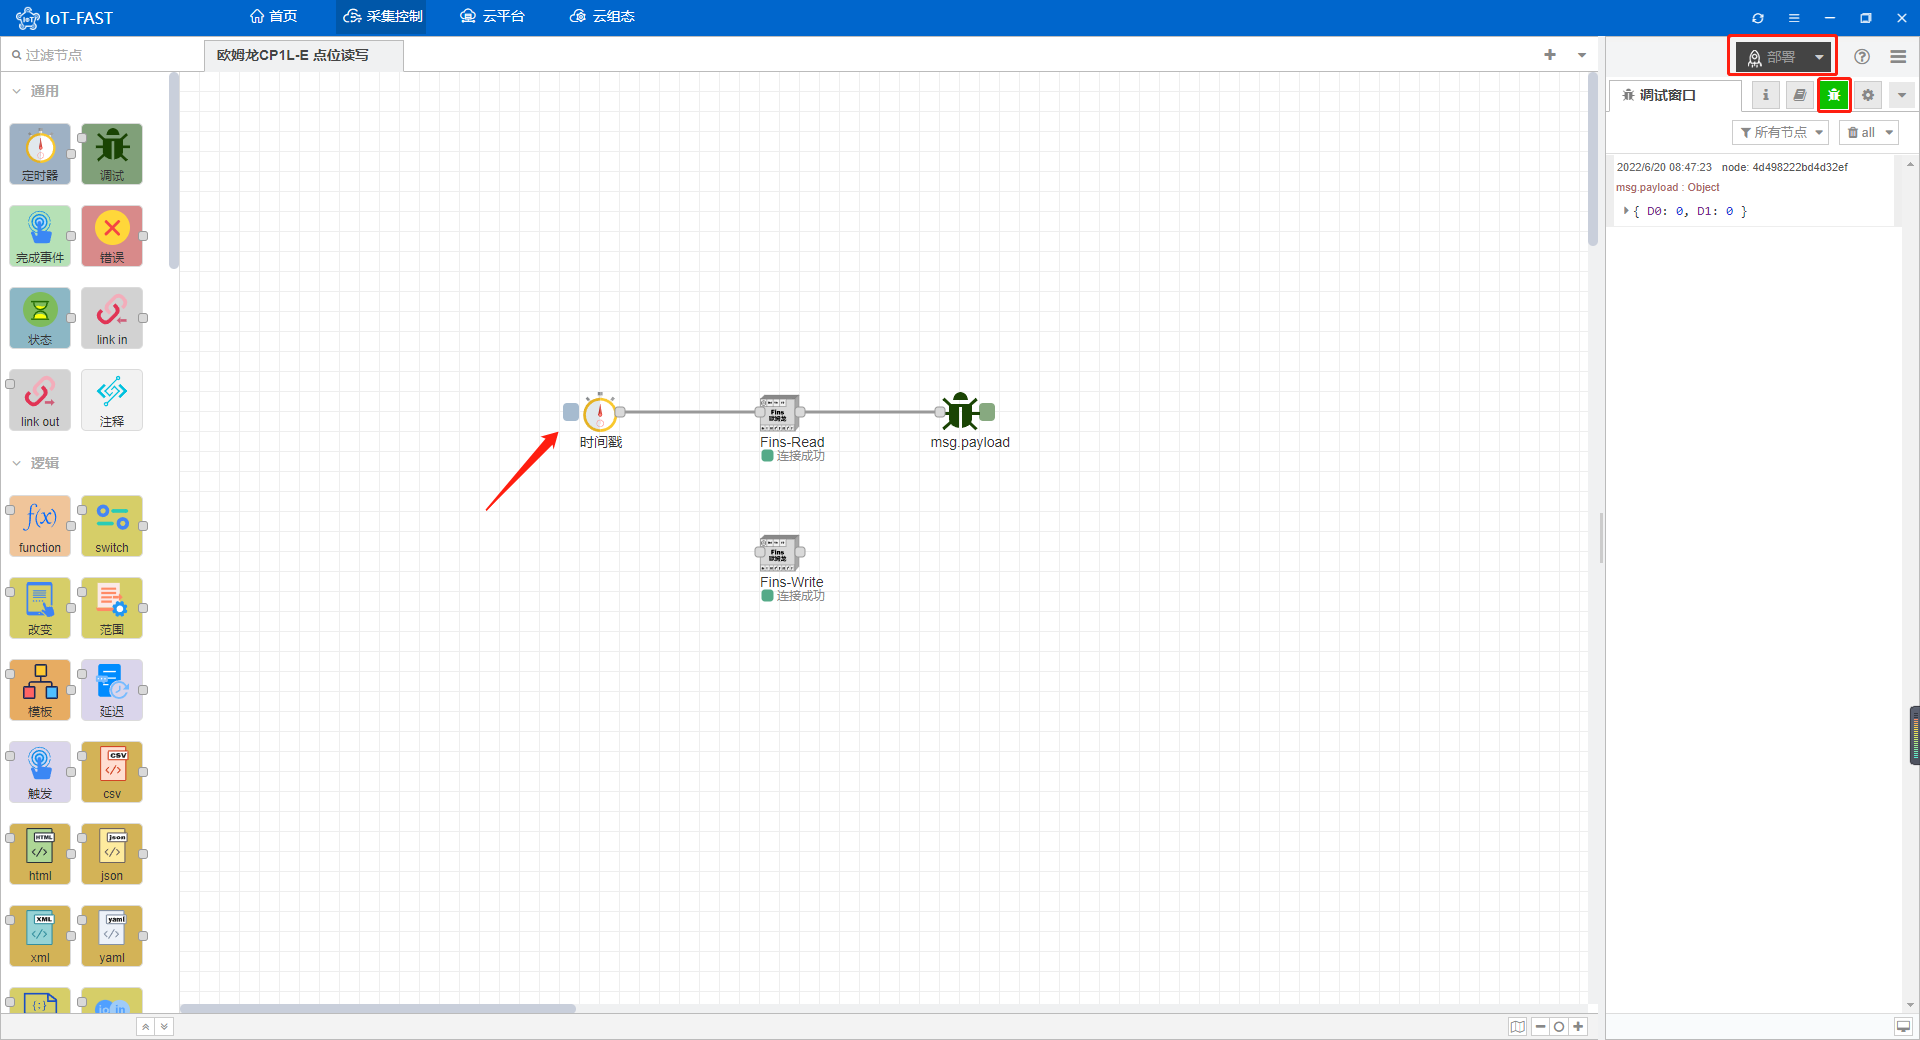 IoT-FAST
首页
采集控制
云平台
云组态
过滤节点
欧姆龙CP1L-E 点位读写
部署
通用
定时器
调试
完成事件
错误
状态
link in
link out
注释
逻辑
function
switch
改变
范围
模板
延迟
触发
csv
html
json
xml
yaml
时间戳
Fins-Read
连接成功
msg.payload
Fins-Write
连接成功
调试窗口
所有节点
all
2022/6/20 08:47:23 node: 4d498222bd4d32ef
msg.payload : Object
{ D0: 0, D1: 0 }